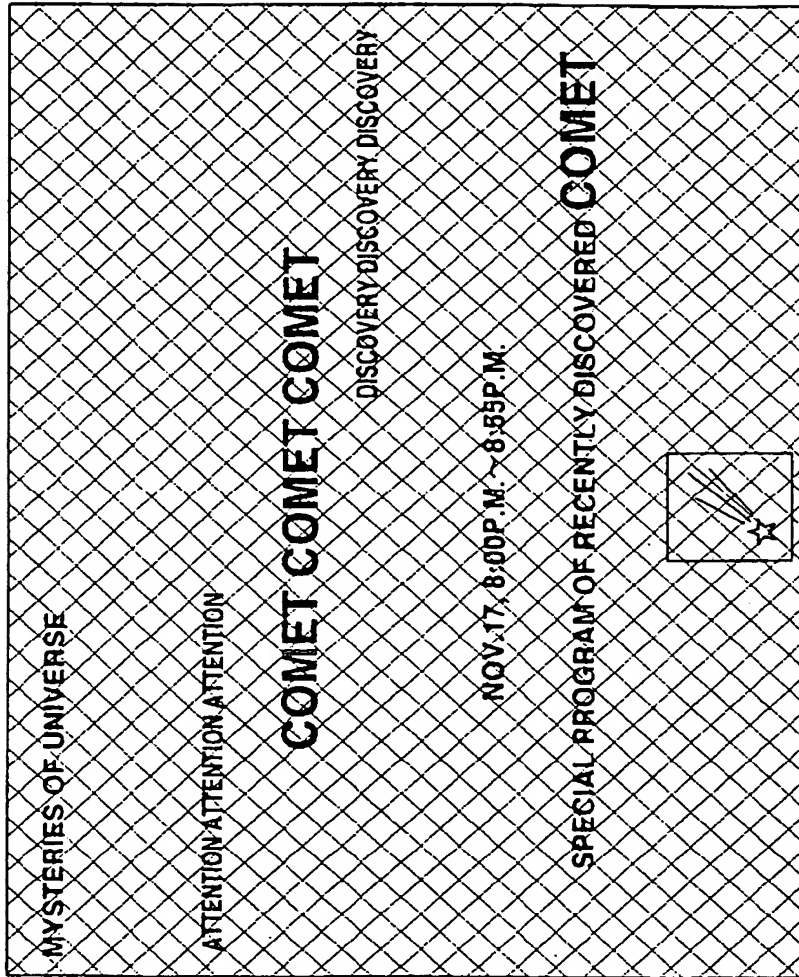 MYSTERIES OF UNIVERSE
ATTENTION ATTENTION ATTENTION
COMET COMET COMET
DISCOVERY DISCOVERY DISCOVERY
NOV.17, 8:00P.M.~8:55P.M.
SPECIAL PROGRAM OF RECENTLY DISCOVERED COMET